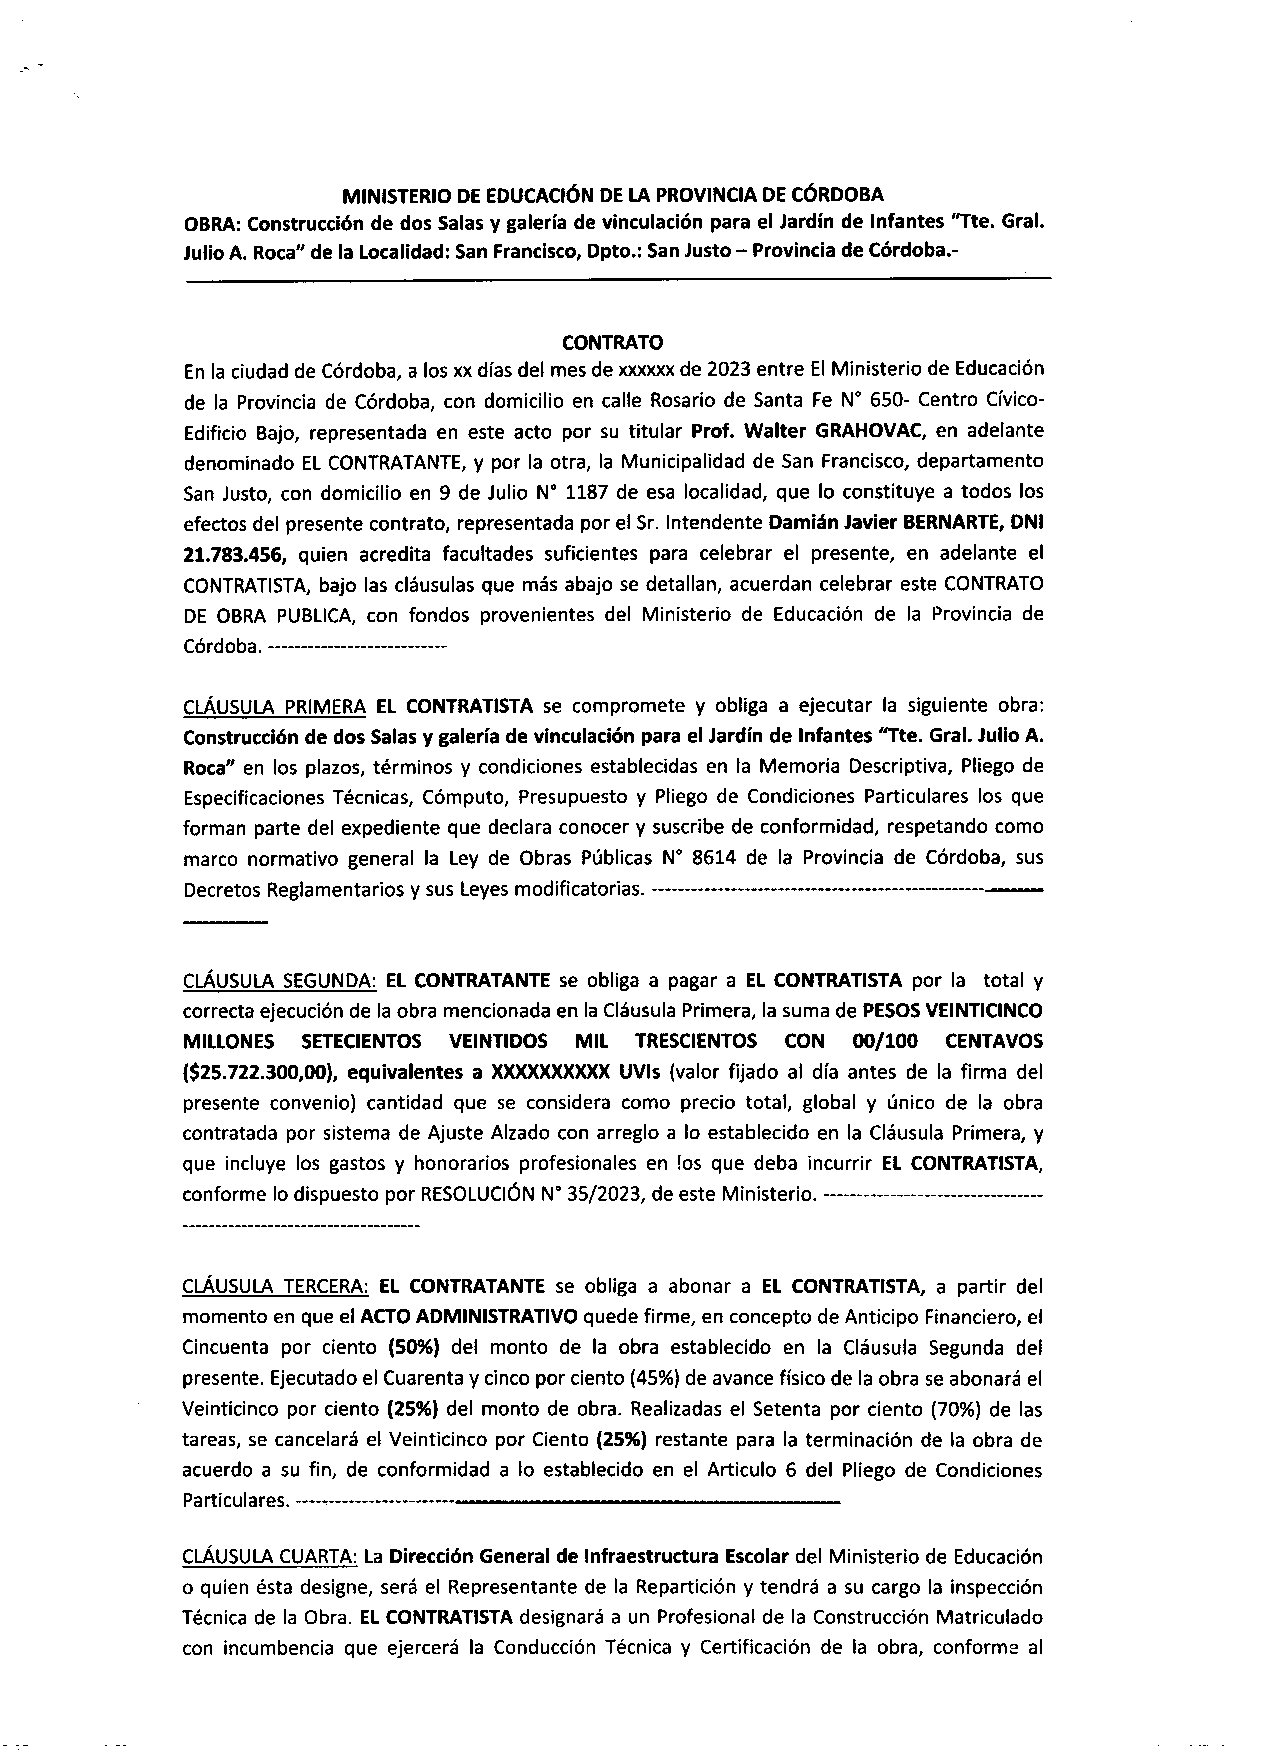 MINISTERIO DE EDUCACIÓN DE LA PROVINCIA DE CÓRDOBA
OBRA: Construcción de dos Salas y galería de vinculación para el Jardín de Infantes "Tte. Gral.
Julio A. Roca" de la Localidad: San Francisco, Dpto.: San Justo – Provincia de Córdoba.-
CONTRATO
En la ciudad de Córdoba, a los xx días del mes de xxxxxx de 2023 entre El Ministerio de Educación
de la Provincia de Córdoba, con domicilio en calle Rosario de Santa Fe N° 650- Centro Cívico-
Edificio Bajo, representada en este acto por su titular Prof. Walter GRAHOVAC, en adelante
denominado EL CONTRATANTE, y por la otra, la Municipalidad de San Francisco, departamento
San Justo, con domicilio en 9 de Julio N° 1187 de esa localidad, que lo constituye a todos los
efectos del presente contrato, representada por el Sr. Intendente Damián Javier BERNARTE, DNI
21.783.456, quien acredita facultades suficientes para celebrar el presente, en adelante el
CONTRATISTA, bajo las cláusulas que más abajo se detallan, acuerdan celebrar este CONTRATO
DE OBRA PUBLICA, con fondos provenientes del Ministerio de Educación de la Provincia de
Córdoba. ---------------------------
CLÁUSULA PRIMERA EL CONTRATISTA se compromete y obliga a ejecutar la siguiente obra:
Construcción de dos Salas y galería de vinculación para el Jardín de Infantes "Tte. Gral. Julio A.
Roca" en los plazos, términos y condiciones establecidas en la Memoria Descriptiva, Pliego de
Especificaciones Técnicas, Cómputo, Presupuesto y Pliego de Condiciones Particulares los que
forman parte del expediente que declara conocer y suscribe de conformidad, respetando como
marco normativo general la Ley de Obras Públicas N° 8614 de la Provincia de Córdoba, sus
Decretos Reglamentarios y sus Leyes modificatorias. -----------------------------------------------------------
-------------
CLÁUSULA SEGUNDA: EL CONTRATANTE se obliga a pagar a EL CONTRATISTA por la total y
correcta ejecución de la obra mencionada en la Cláusula Primera, la suma de PESOS VEINTICINCO
MILLONES SETECIENTOS VEINTIDOS MIL TRESCIENTOS CON 00/100 CENTAVOS
($25.722.300,00), equivalentes a XXXXXXXXXX UVIs (valor fijado al día antes de la firma del
presente convenio) cantidad que se considera como precio total, global y único de la obra
contratada por sistema de Ajuste Alzado con arreglo a lo establecido en la Cláusula Primera, y
que incluye los gastos y honorarios profesionales en los que deba incurrir EL CONTRATISTA,
conforme lo dispuesto por RESOLUCIÓN N° 35/2023, de este Ministerio. ---------------------------------
------------------------------------
CLÁUSULA TERCERA: EL CONTRATANTE se obliga a abonar a EL CONTRATISTA, a partir del
momento en que el ACTO ADMINISTRATIVO quede firme, en concepto de Anticipo Financiero, el
Cincuenta por ciento (50%) del monto de la obra establecido en la Cláusula Segunda del
presente. Ejecutado el Cuarenta y cinco por ciento (45%) de avance físico de la obra se abonará el
Veinticinco por ciento (25%) del monto de obra. Realizadas el Setenta por ciento (70%) de las
tareas, se cancelará el Veinticinco por Ciento (25%) restante para la terminación de la obra de
acuerdo a su fin, de conformidad a lo establecido en el Articulo 6 del Pliego de Condiciones
Particulares. ----------------------------------------------------------------------------------
CLÁUSULA CUARTA: La Dirección General de Infraestructura Escolar del Ministerio de Educación
o quien ésta designe, será el Representante de la Repartición y tendrá a su cargo la inspección
Técnica de la Obra. EL CONTRATISTA designará a un Profesional de la Construcción Matriculado
con incumbencia que ejercerá la Conducción Técnica y Certificación de la obra, conforme al